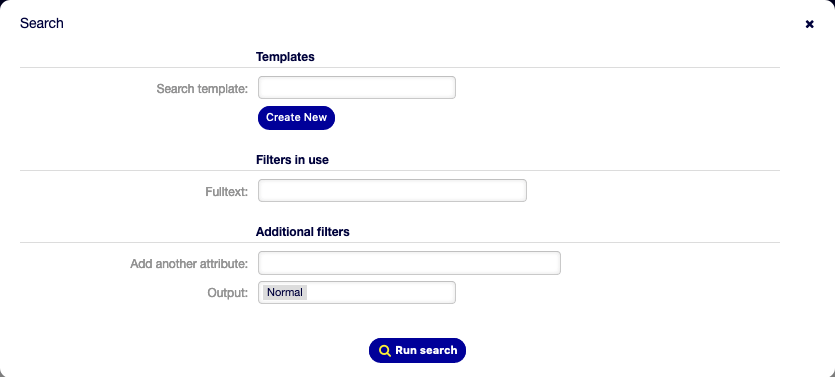 Search
Templates
Search template:
Create New
Filters in use
Fulltext:
Additional filters
Add another attribute:
Output: Normal
Run search